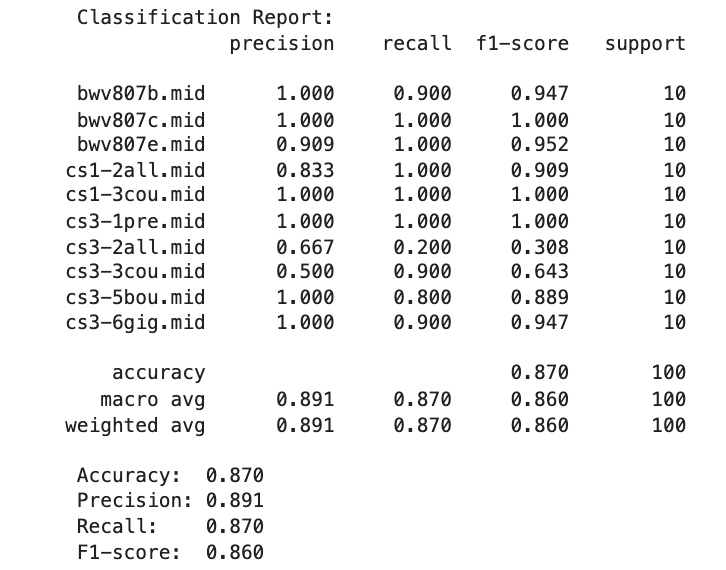 Classification Report:
precision recall f1-score support
bwv807b.mid 1.000 0.900 0.947 10
bwv807c.mid 1.000 1.000 1.000 10
bwv807e.mid 0.909 1.000 0.952 10
cs1-2all.mid 0.833 1.000 0.909 10
cs1-3cou.mid 1.000 1.000 1.000 10
cs3-1pre.mid 1.000 1.000 1.000 10
cs3-2all.mid 0.667 0.200 0.308 10
cs3-3cou.mid 0.500 0.900 0.643 10
cs3-5bou.mid 1.000 0.800 0.889 10
cs3-6gig.mid 1.000 0.900 0.947 10
accuracy 0.870 100
macro avg 0.891 0.870 0.860 100
weighted avg 0.891 0.870 0.860 100
Accuracy: 0.870
Precision: 0.891
Recall: 0.870
F1-score: 0.860